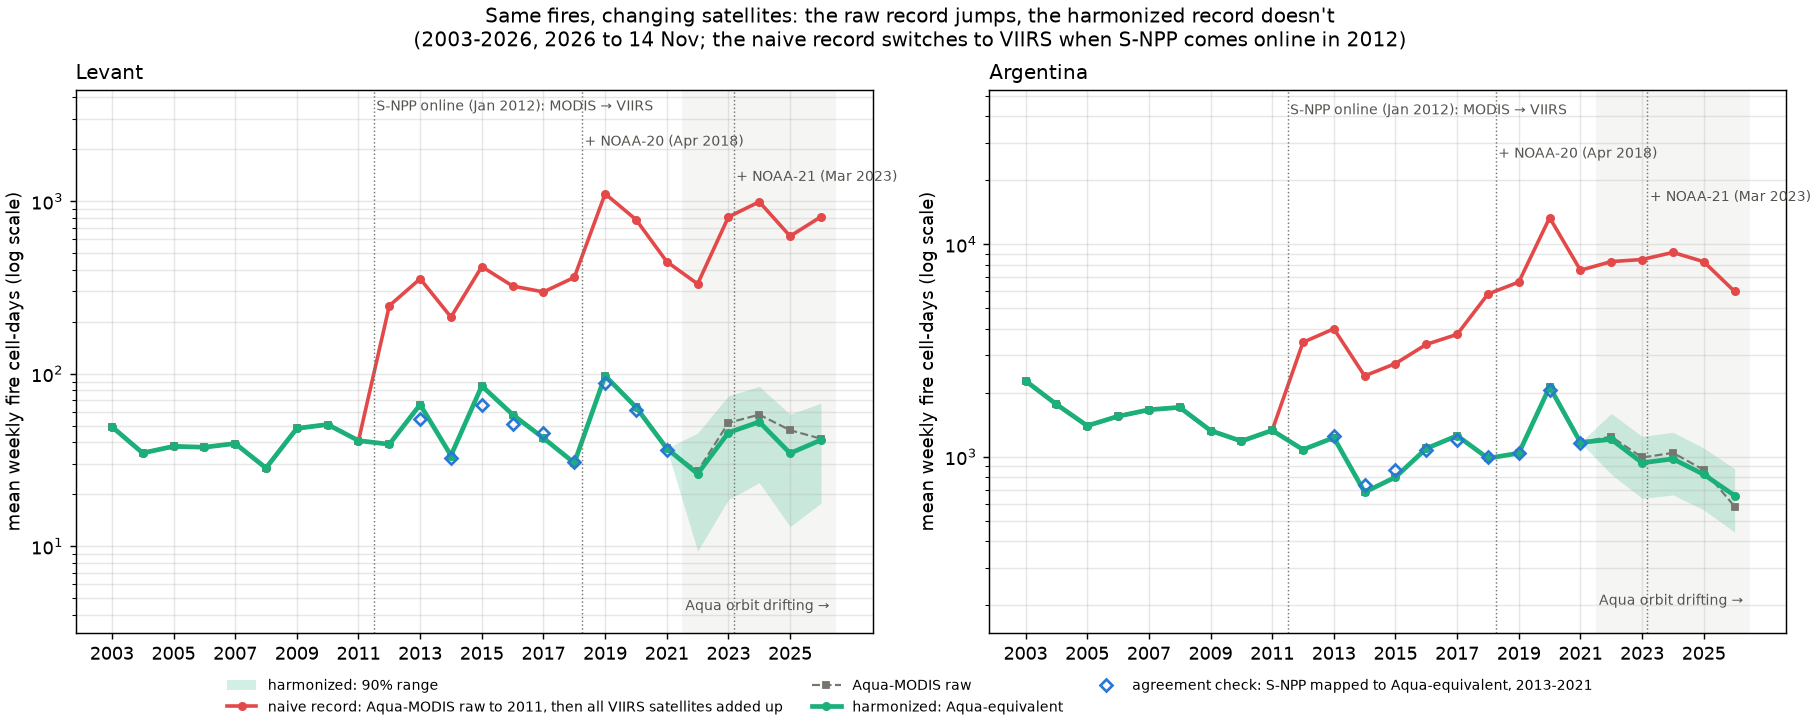 Same fires, changing satellites: the raw record jumps, the harmonized record doesn't
(2003-2026, 2026 to 14 Nov; the naive record switches to VIIRS when S-NPP comes online in 2012)
Levant
S-NPP online (Jan 2012): MODIS → VIIRS
+ NOAA-20 (Apr 2018)
+ NOAA-21 (Mar 2023)
mean weekly fire cell-days (log scale)
10³
10²
10¹
Aqua orbit drifting →
2003 2005 2007 2009 2011 2013 2015 2017 2019 2021 2023 2025
Argentina
S-NPP online (Jan 2012): MODIS → VIIRS
+ NOAA-20 (Apr 2018)
+ NOAA-21 (Mar 2023)
mean weekly fire cell-days (log scale)
10⁴
10³
Aqua orbit drifting →
2003 2005 2007 2009 2011 2013 2015 2017 2019 2021 2023 2025
harmonized: 90% range
naive record: Aqua-MODIS raw to 2011, then all VIIRS satellites added up
Aqua-MODIS raw
harmonized: Aqua-equivalent
agreement check: S-NPP mapped to Aqua-equivalent, 2013-2021